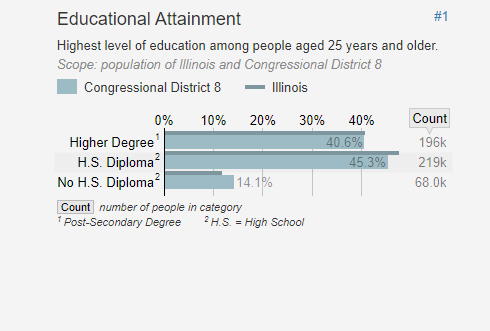 Educational Attainment #1
Highest level of education among people aged 25 years and older.
Scope: population of Illinois and Congressional District 8
Congressional District 8 Illinois
0% 10% 20% 30% 40% Count
Higher Degree¹ 40.6% 196k
H.S. Diploma² 45.3% 219k
No H.S. Diploma² 14.1% 68.0k
Count number of people in category
¹ Post-Secondary Degree ² H.S. = High School